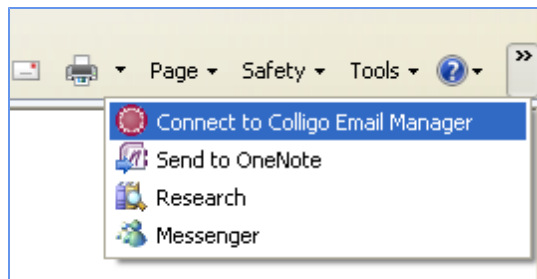 Page Safety Tools
Connect to Colligo Email Manager
Send to OneNote
Research
Messenger